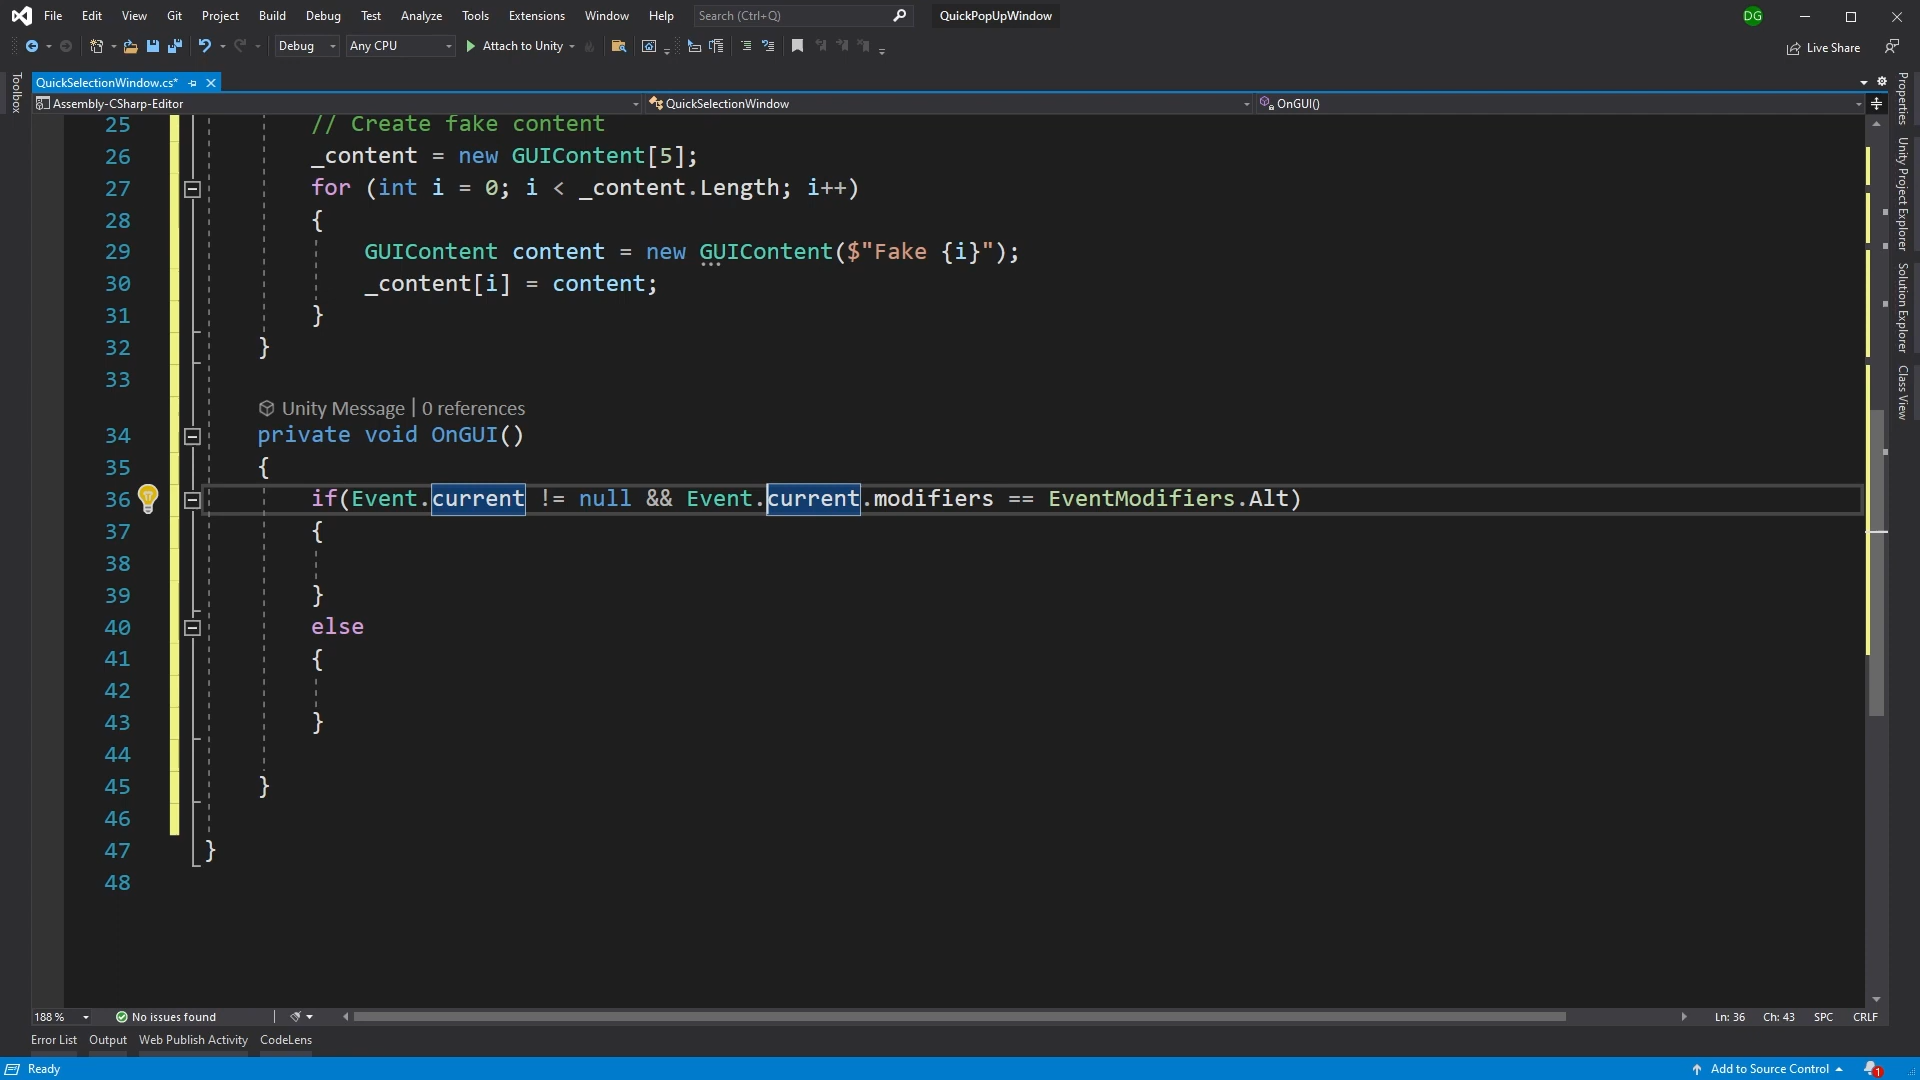 File Edit View Git Project Build Debug Test Analyze Tools Extensions Window Help Search (Ctrl+Q) QuickPopUpWindow DG
Debug Any CPU Attach to Unity Live Share
QuickSelectionWindow.cs*
Assembly-CSharp-Editor QuickSelectionWindow OnGUI()
Toolbox
Properties
Unity Project Explorer
Solution Explorer
Class View
25 // Create fake content
26 _content = new GUIContent[5];
27 for (int i = 0; i < _content.Length; i++)
28 {
29 GUIContent content = new GUIContent($"Fake {i}");
30 _content[i] = content;
31 }
32 }
33
Unity Message | 0 references
34 private void OnGUI()
35 {
36 if(Event.current != null && Event.current.modifiers == EventModifiers.Alt)
37 {
38
39 }
40 else
41 {
42
43 }
44
45 }
46
47 }
48
188 % No issues found Ln: 36 Ch: 43 SPC CRLF
Error List Output Web Publish Activity CodeLens
Ready Add to Source Control 1